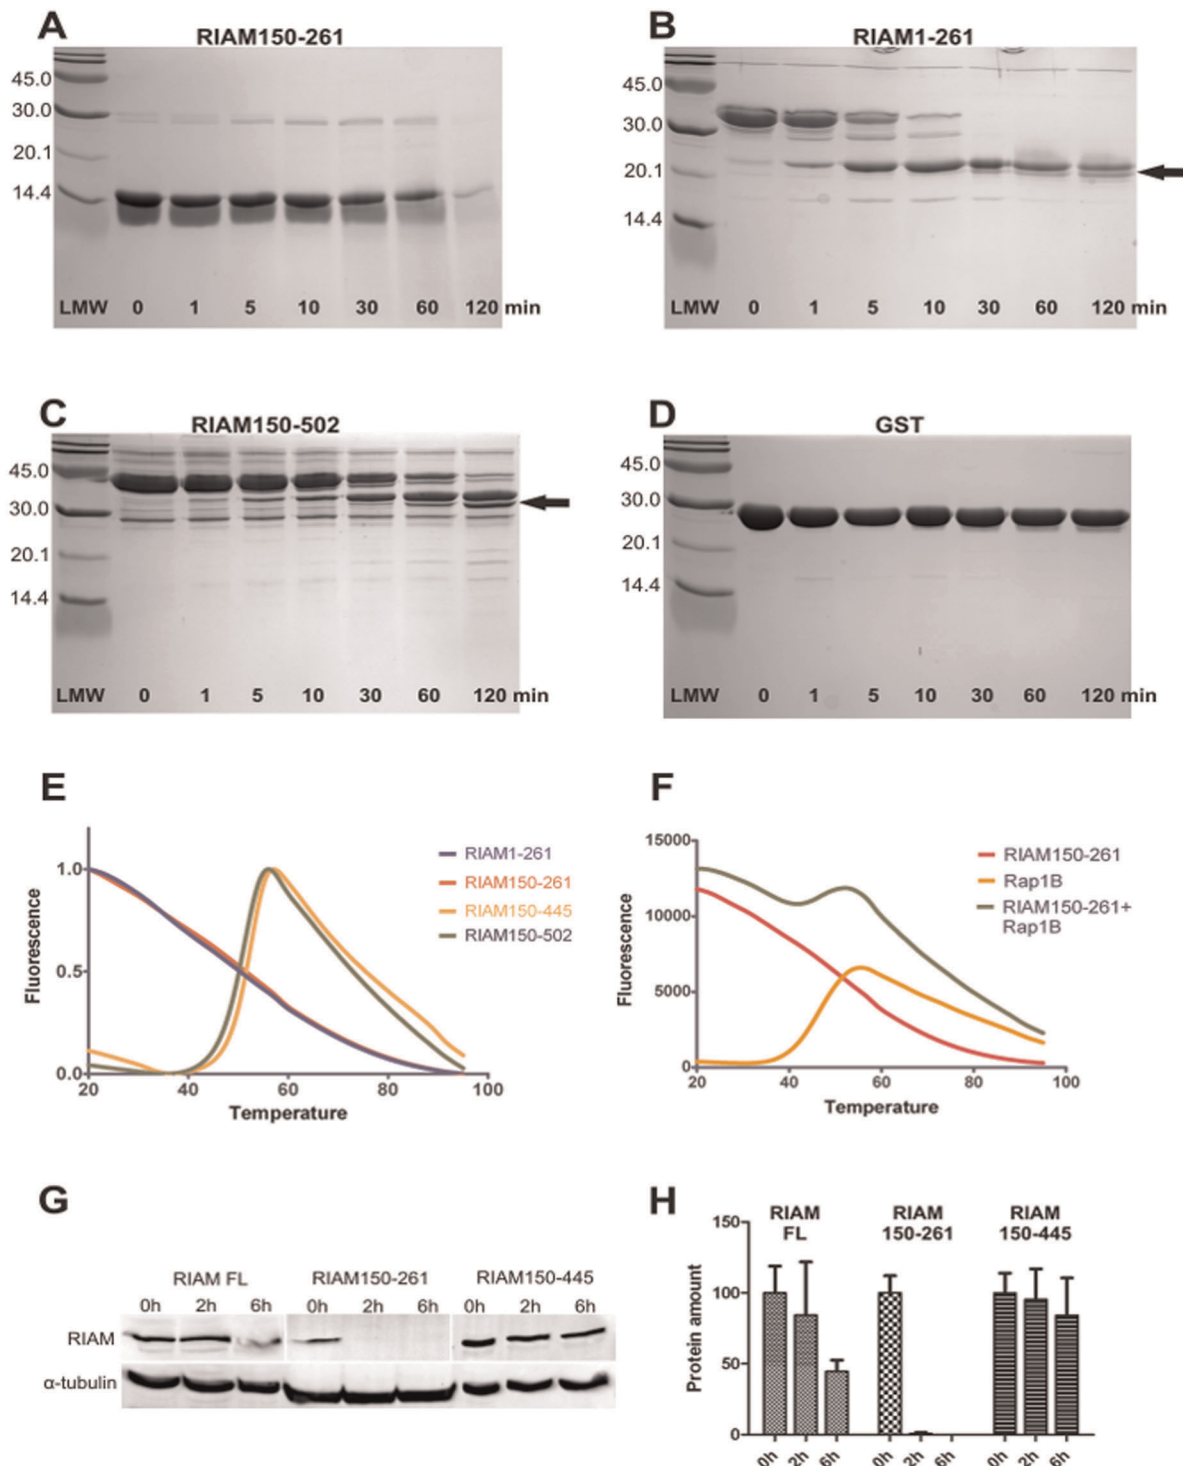 A
RIAM150-261
45.0
30.0
20.1
14.4
LMW 0 1 5 10 30 60 120 min
B
RIAM1-261
45.0
30.0
20.1
14.4
LMW 0 1 5 10 30 60 120 min
C
RIAM150-502
45.0
30.0
20.1
14.4
LMW 0 1 5 10 30 60 120 min
D
GST
45.0
30.0
20.1
14.4
LMW 0 1 5 10 30 60 120 min
E
Fluorescence
1.0
0.5
0.0
20 40 60 80 100
Temperature
RIAM1-261
RIAM150-261
RIAM150-445
RIAM150-502
F
Fluorescence
15000
10000
5000
0
20 40 60 80 100
Temperature
RIAM150-261
Rap1B
RIAM150-261+
Rap1B
G
RIAM FL RIAM150-261 RIAM150-445
0h 2h 6h 0h 2h 6h 0h 2h 6h
RIAM
α-tubulin
H
RIAM RIAM RIAM
FL 150-261 150-445
Protein amount
150
100
50
0
0h 2h 6h 0h 2h 6h 0h 2h 6h